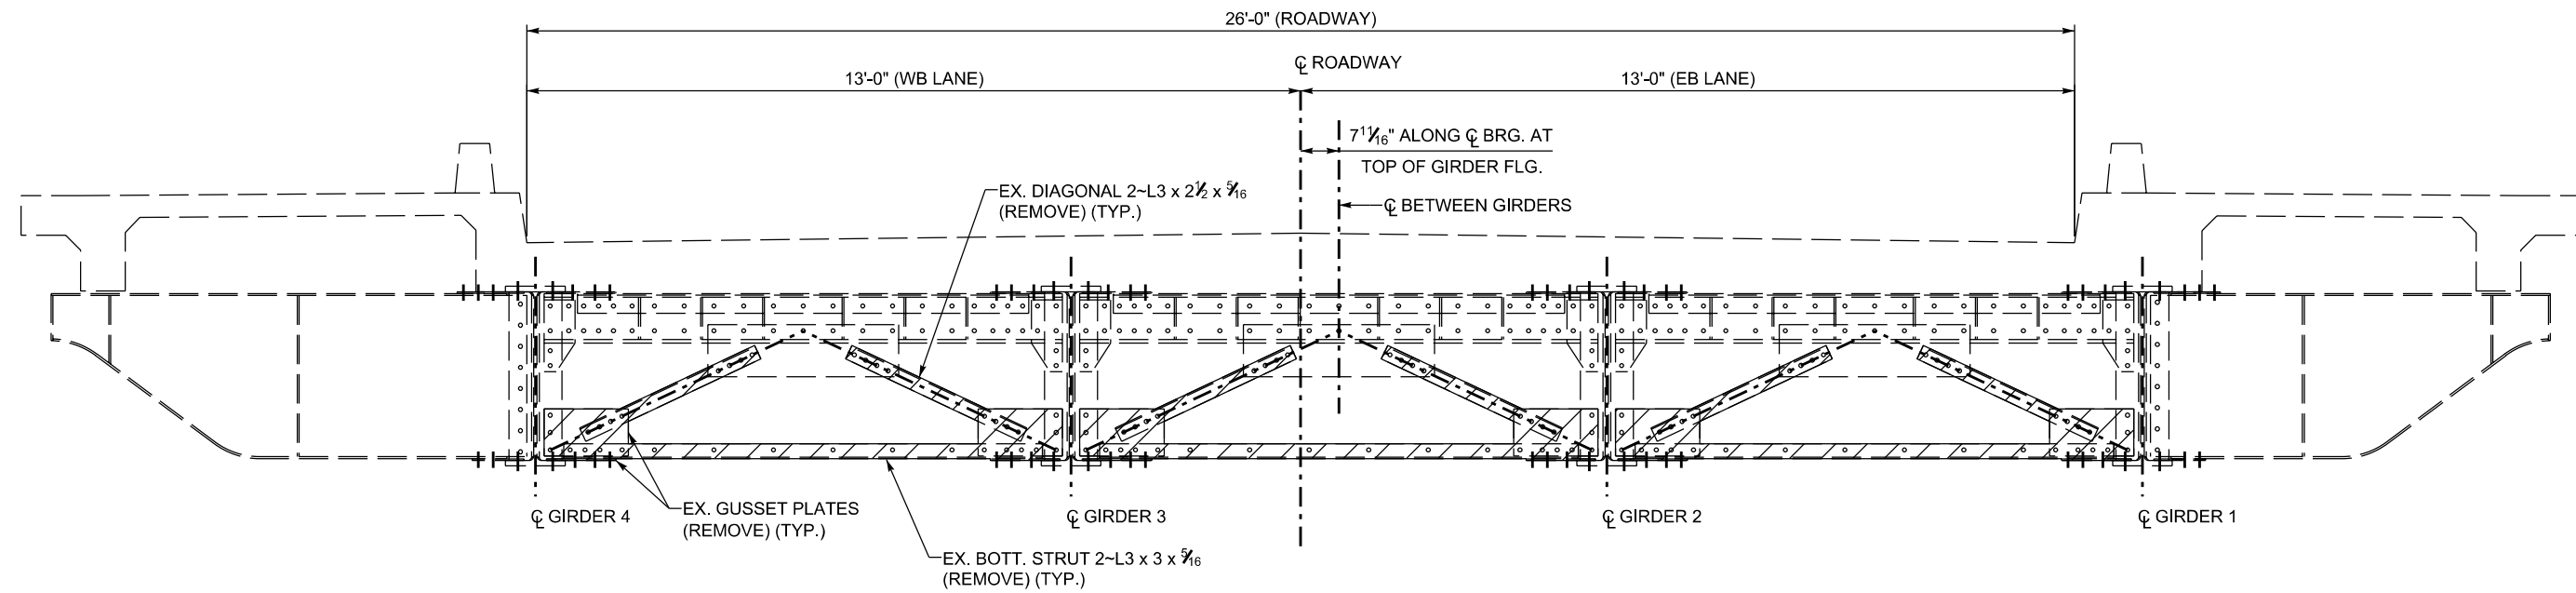 26'-0" (ROADWAY)
℄ ROADWAY
13'-0" (WB LANE)
13'-0" (EB LANE)
7 11/16" ALONG ℄ BRG. AT
TOP OF GIRDER FLG.
EX. DIAGONAL 2~L3 x 2 1/2 x 5/16
(REMOVE) (TYP.)
℄ BETWEEN GIRDERS
EX. GUSSET PLATES
(REMOVE) (TYP.)
℄ GIRDER 4
℄ GIRDER 3
℄ GIRDER 2
℄ GIRDER 1
EX. BOTT. STRUT 2~L3 x 3 x 5/16
(REMOVE) (TYP.)